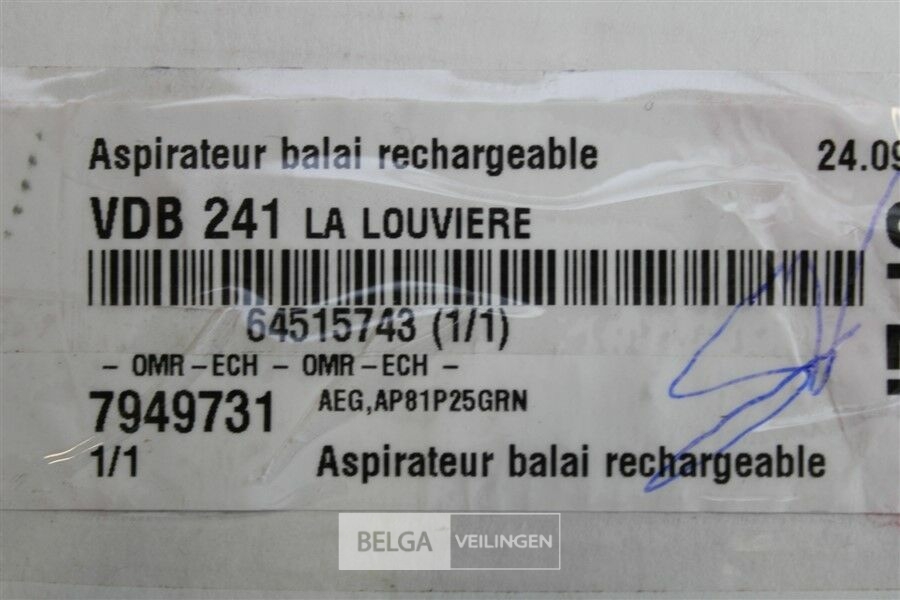 Aspirateur balai rechargeable 24.09
VDB 241 LA LOUVIERE
64515743 (1/1)
- OMR -ECH - OMR -ECH -
7949731 AEG,AP81P25GRN
1/1 Aspirateur balai rechargeable
BELGA VEILINGEN